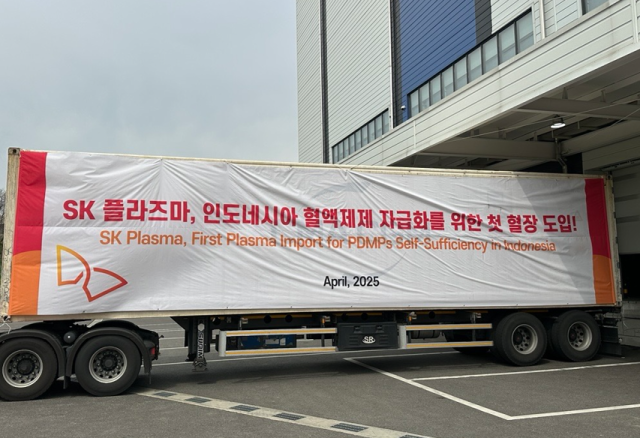 SK 플라즈마, 인도네시아 혈액제제 자급화를 위한 첫 혈장 도입!
SK Plasma, First Plasma Import for PDMPs Self-Sufficiency in Indonesia
April, 2025
SR